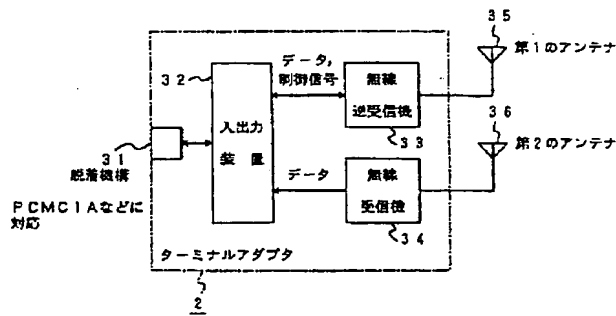 35
第1のアンテナ
データ,
制御信号
32
無線
逆受信機
33
36
第2のアンテナ
入出力
装置
31
脱着機構
PCMCIAなどに
対応
データ
無線
受信機
34
ターミナルアダプタ
2